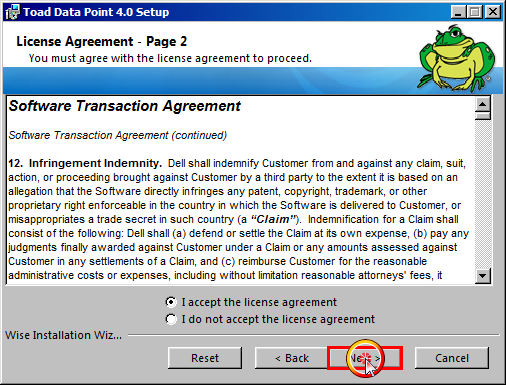 Toad Data Point 4.0 Setup
License Agreement - Page 2
You must agree with the license agreement to proceed.
Software Transaction Agreement
Software Transaction Agreement (continued)
12. Infringement Indemnity. Dell shall indemnify Customer from and against any claim, suit,
action, or proceeding brought against Customer by a third party to the extent it is based on an
allegation that the Software directly infringes any patent, copyright, trademark, or other
proprietary right enforceable in the country in which the Software is delivered to Customer, or
misappropriates a trade secret in such country (a “Claim”). Indemnification for a Claim shall
consist of the following: Dell shall (a) defend or settle the Claim at its own expense, (b) pay any
judgments finally awarded against Customer under a Claim or any amounts assessed against
Customer in any settlements of a Claim, and (c) reimburse Customer for the reasonable
administrative costs or expenses, including without limitation reasonable attorneys' fees, it
I accept the license agreement
I do not accept the license agreement
Wise Installation Wiz...
Reset
< Back
Next >
Cancel